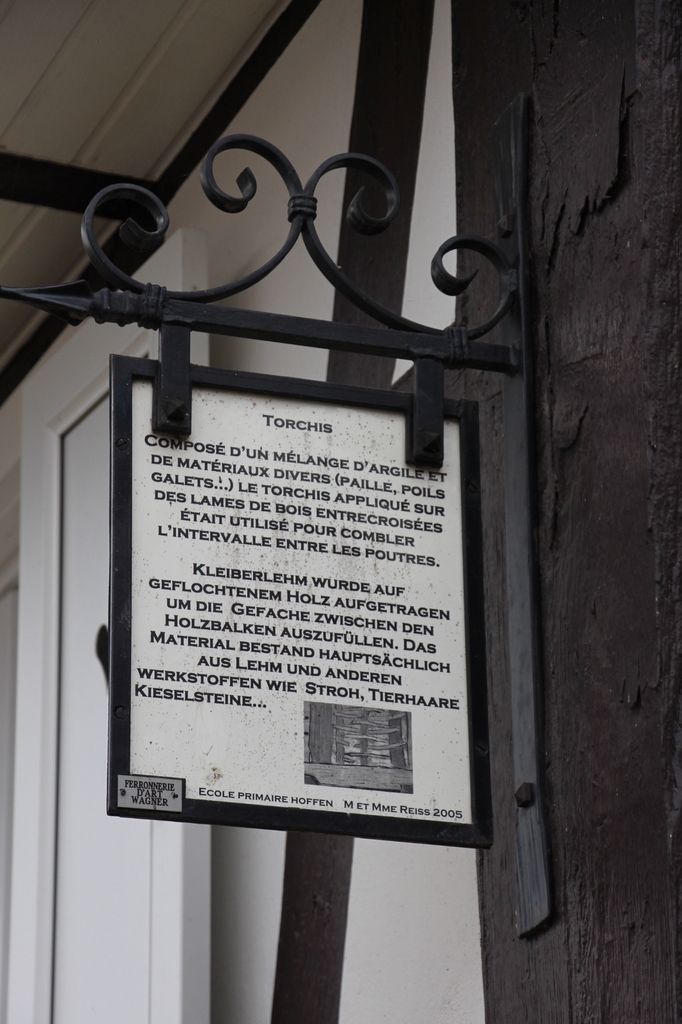 Torchis
Composé d'un mélange d'argile et
de matériaux divers (paille, poils
galets...) le torchis appliqué sur
des lames de bois entrecroisées
était utilisé pour combler
l'intervalle entre les poutres.
Kleiberlehm wurde auf
geflochtenem Holz aufgetragen
um die Gefache zwischen den
Holzbalken auszufüllen. Das
Material bestand hauptsächlich
aus Lehm und anderen
werkstoffen wie Stroh, Tierhaare
Kieselsteine...
FERRONNERIE
D'ART
WAGNER
Ecole primaire hoffen M et Mme Reiss 2005